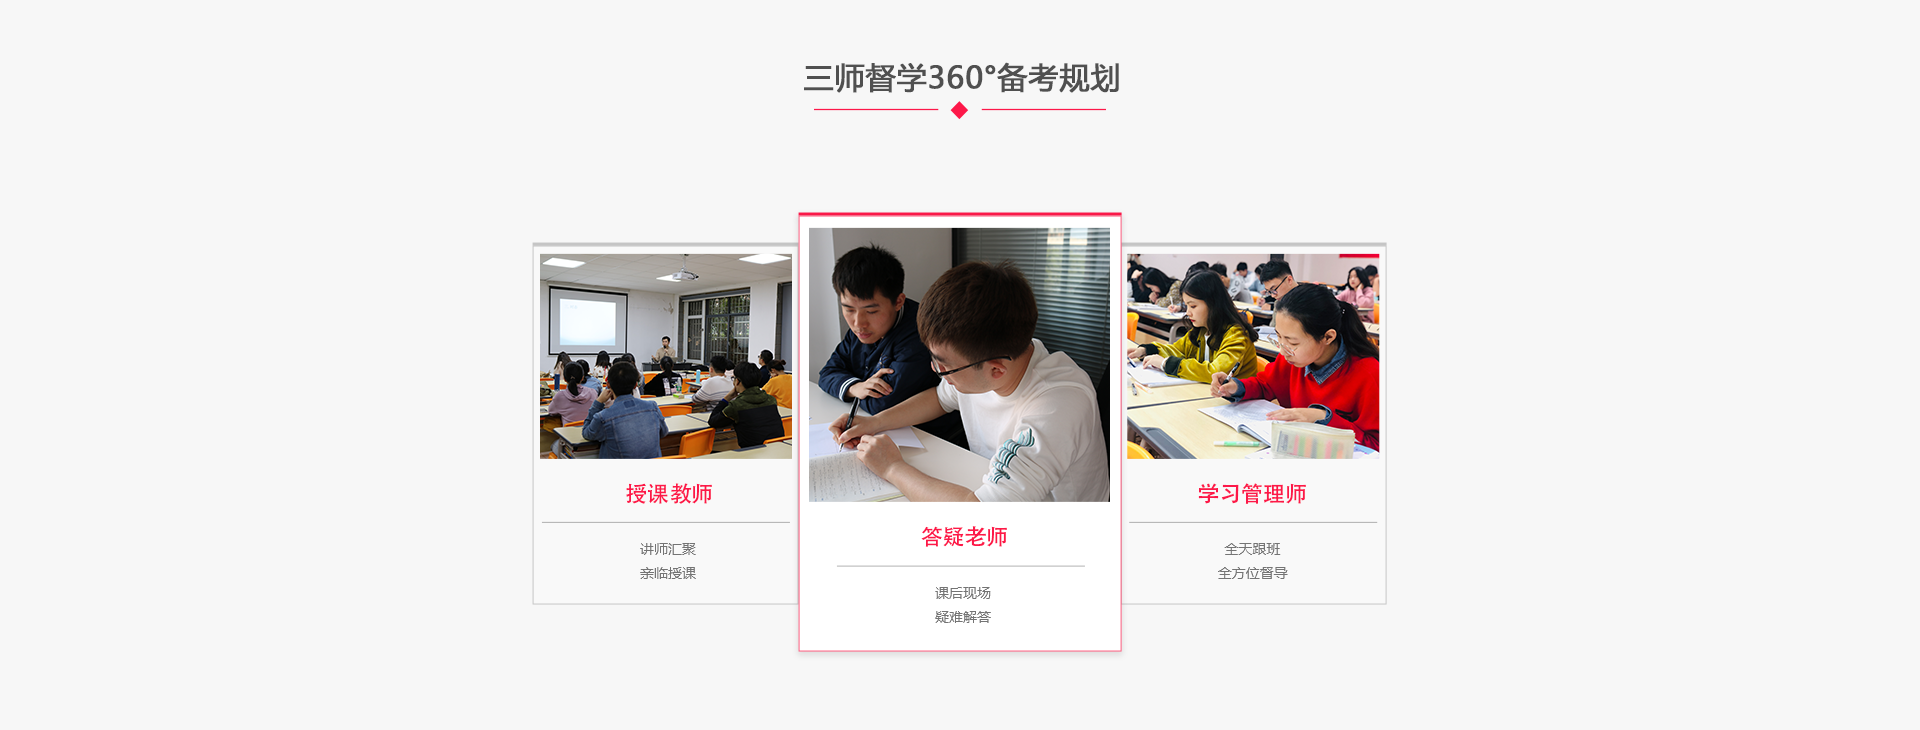 三师督学360°备考规划
授课教师
讲师汇聚
亲临授课
答疑老师
课后现场
疑难解答
学习管理师
全天跟班
全方位督导